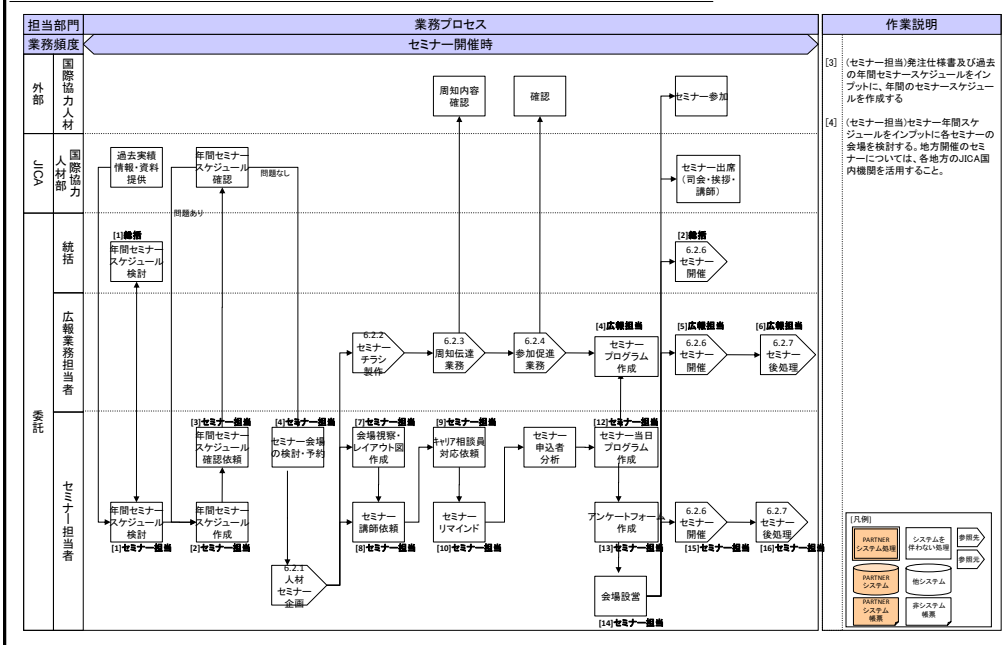 担当部門
業務プロセス
作業説明
業務頻度
セミナー開催時
外部
国際協力人材
周知内容
確認
確認
セミナー参加
JICA
国際協力
人材部
過去実績
情報・資料
提供
年間セミナー
スケジュール
確認
問題なし
問題あり
セミナー出席
(司会・挨拶・
講師)
委託
統括
[1]総括
年間セミナー
スケジュール
検討
[2]総括
6.2.6
セミナー
開催
広報業務担当者
6.2.2
セミナー
チラシ
製作
6.2.3
周知伝達
業務
6.2.4
参加促進
業務
[4]広報担当
セミナー
プログラム
作成
[5]広報担当
6.2.6
セミナー
開催
[6]広報担当
6.2.7
セミナー
後処理
セミナー担当者
[3]セミナー担当
年間セミナー
スケジュール
確認依頼
[4]セミナー担当
セミナー会場
の検討・予約
[7]セミナー担当
会場視察・
レイアウト図
作成
[9]セミナー担当
キャリア相談員
対応依頼
セミナー
申込者
分析
[12]セミナー担当
セミナー当日
プログラム
作成
年間セミナー
スケジュール
検討
[1]セミナー担当
年間セミナー
スケジュール
作成
[2]セミナー担当
セミナー
講師依頼
[8]セミナー担当
セミナー
リマインド
[10]セミナー担当
アンケートフォーム
作成
[13]セミナー担当
6.2.6
セミナー
開催
[15]セミナー担当
6.2.7
セミナー
後処理
[16]セミナー担当
6.2.1
人材
セミナー
企画
会場設営
[14]セミナー担当
[3] (セミナー担当)発注仕様書及び過去
の年間セミナースケジュールをイン
プットに、年間のセミナースケジュー
ルを作成する
[4] (セミナー担当)セミナー年間スケ
ジュールをインプットに各セミナーの
会場を検討する。地方開催のセミ
ナーについては、各地方のJICA国
内機関を活用すること。
[凡例]
PARTNER
システム処理
システムを
伴わない処理
参照先
参照元
PARTNER
システム
他システム
PARTNER
システム
帳票
非システム
帳票